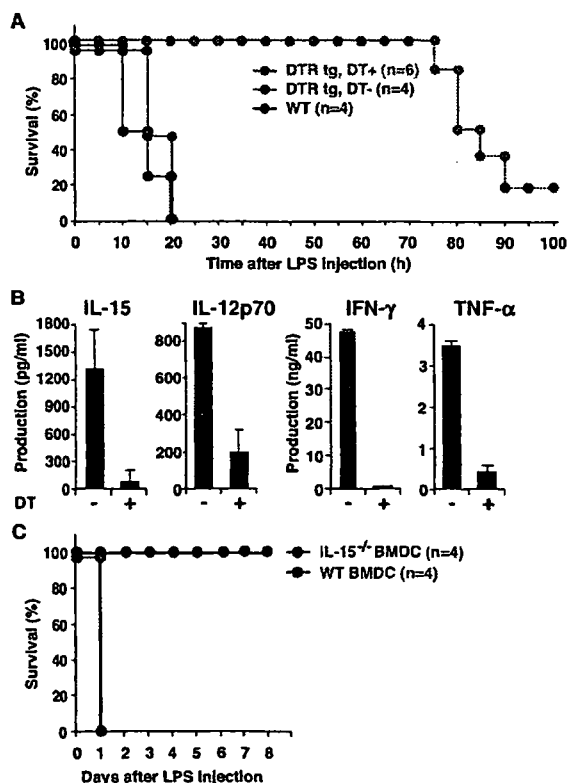 A
Survival (%)
100
80
60
40
20
0
DTR tg, DT+ (n=6)
DTR tg, DT- (n=4)
WT (n=4)
0 10 20 30 40 50 60 70 80 90 100
Time after LPS injection (h)
B
IL-15 IL-12p70 IFN-γ TNF-α
Production (pg/ml)
1800
1500
1200
900
600
300
0
800
600
400
200
0
Production (ng/ml)
50
40
30
20
10
0
4
3
2
1
0
DT - + - + - + - +
C
Survival (%)
100
80
60
40
20
0
IL-15-/- BMDC (n=4)
WT BMDC (n=4)
0 1 2 3 4 5 6 7 8
Days after LPS Injection